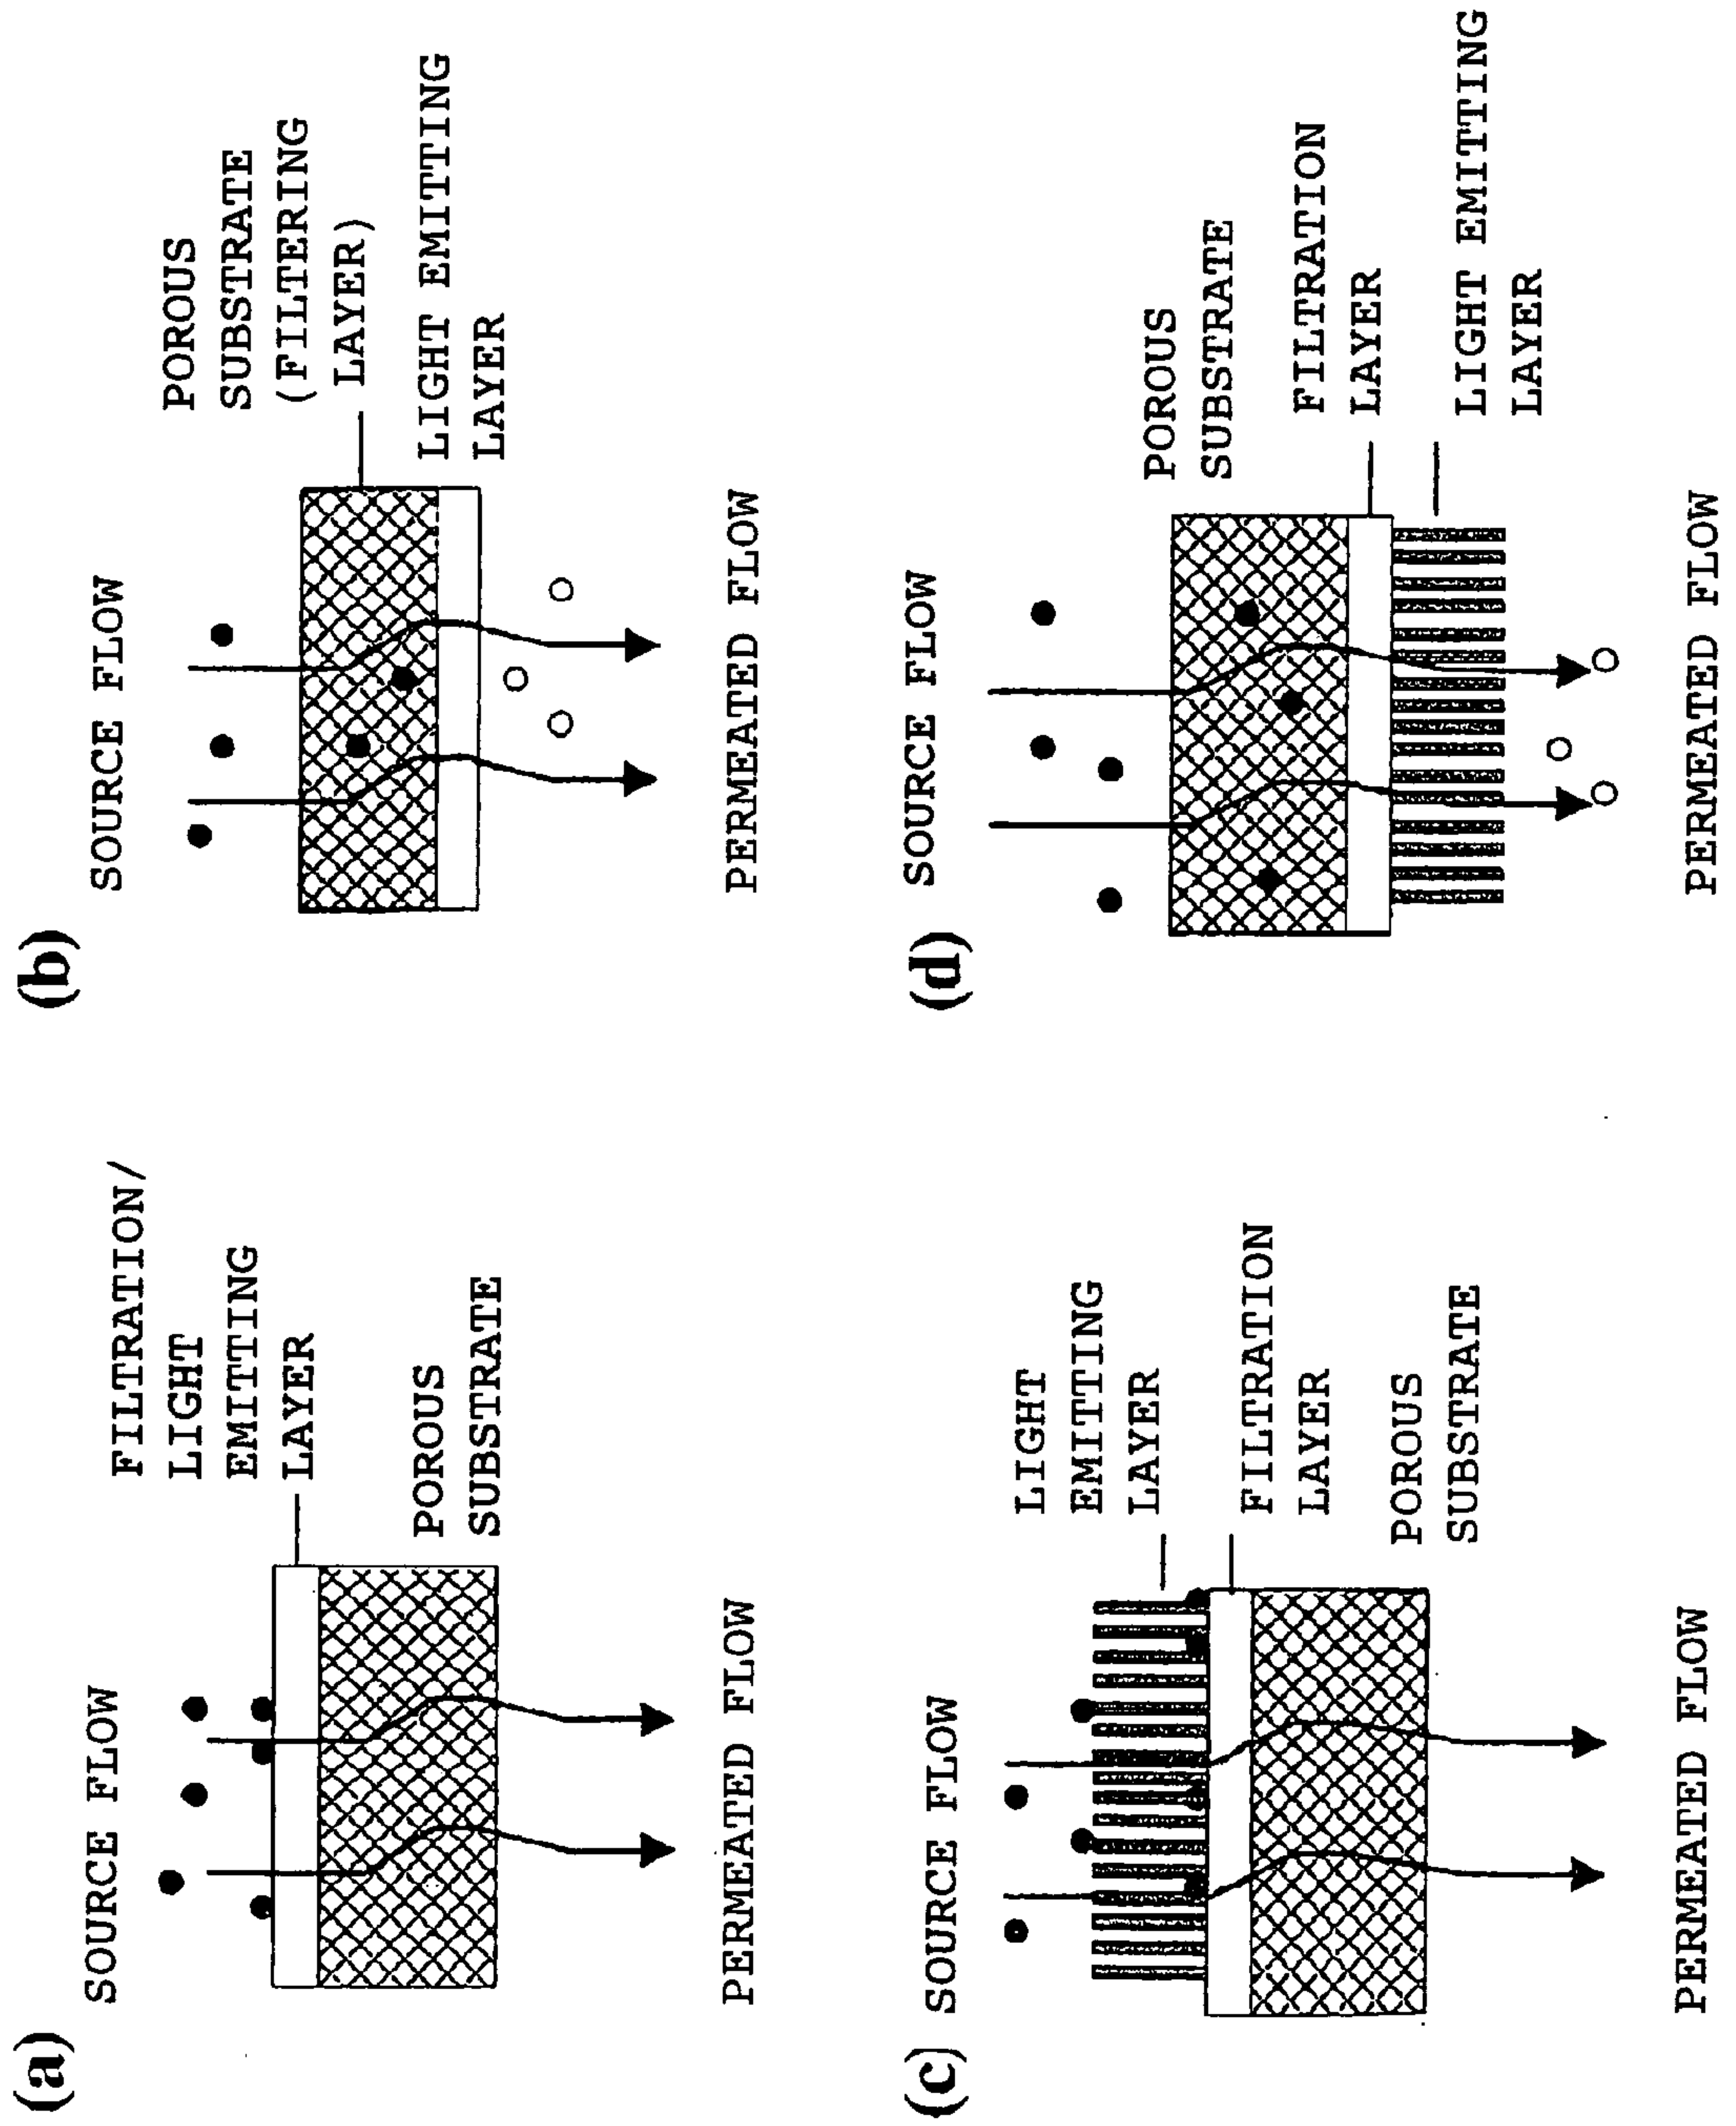 (a)
SOURCE FLOW
FILTRATION/
LIGHT
EMITTING
LAYER
POROUS
SUBSTRATE
PERMEATED FLOW
(b)
SOURCE FLOW
POROUS
SUBSTRATE
(FILTERING
LAYER)
LIGHT EMITTING
LAYER
PERMEATED FLOW
(c)
SOURCE FLOW
LIGHT
EMITTING
LAYER
FILTRATION
LAYER
POROUS
SUBSTRATE
PERMEATED FLOW
(d)
SOURCE FLOW
POROUS
SUBSTRATE
FILTRATION
LAYER
LIGHT EMITTING
LAYER
PERMEATED FLOW